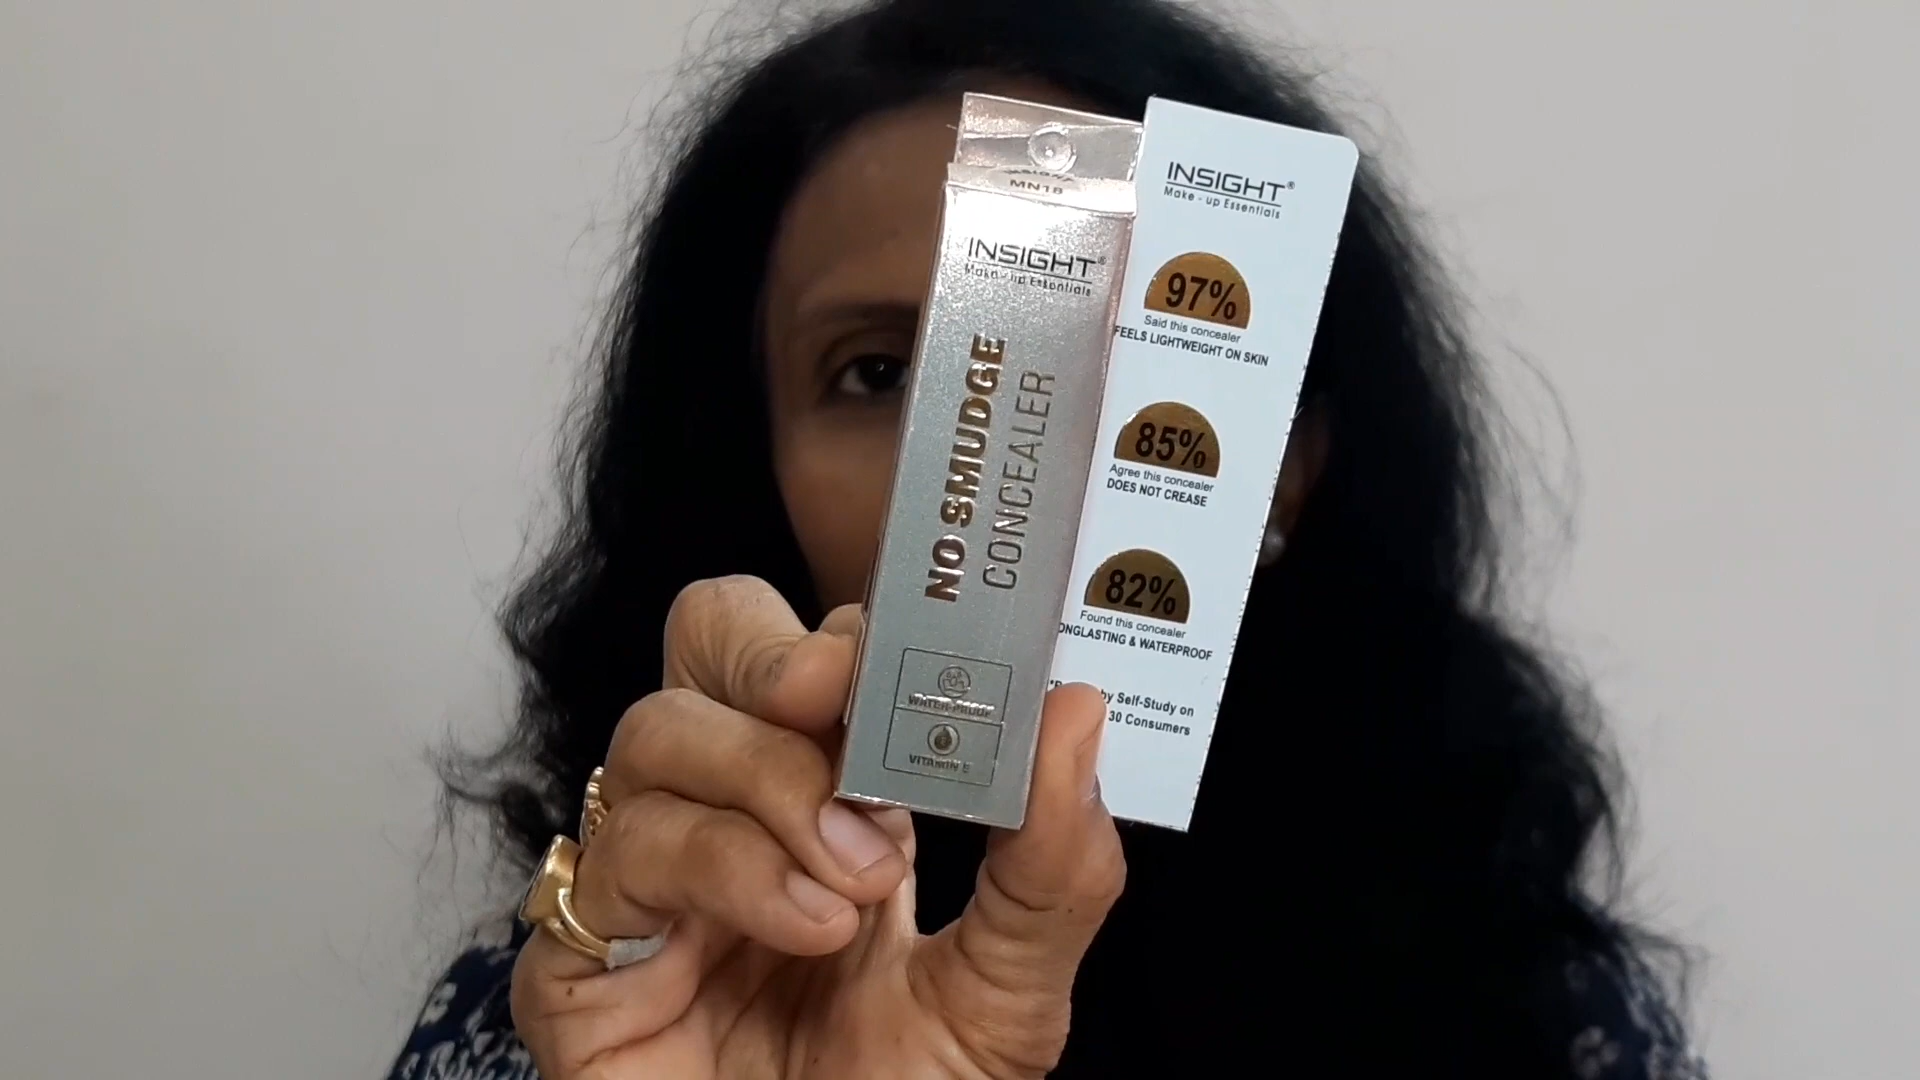 INSIGHT
MN18
INSIGHT®
Make - up Essentials
NO SMUDGE
CONCEALER
WATER-PROOF
VITAMIN E
INSIGHT®
Make - up Essentials
97%
Said this concealer
FEELS LIGHTWEIGHT ON SKIN
85%
Agree this concealer
DOES NOT CREASE
82%
Found this concealer
ONGLASTING & WATERPROOF
by Self-Study on
30 Consumers